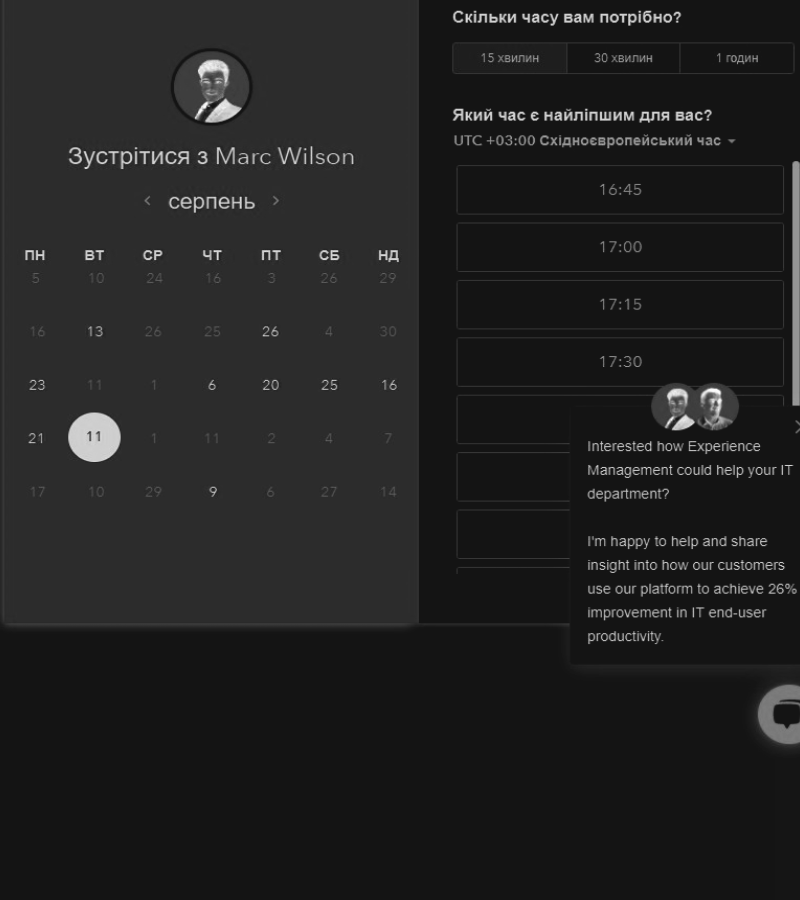 Зустрітися з Marc Wilson
серпень
ПН ВТ СР ЧТ ПТ СБ НД
5 10 24 16 3 26 29
16 13 26 25 26 4 30
23 11 1 6 20 25 16
21 11 1 11 2 4 7
17 10 29 9 6 27 14
Скільки часу вам потрібно?
15 хвилин 30 хвилин 1 годин
Який час є найліпшим для вас?
UTC +03:00 Східноєвропейський час
16:45
17:00
17:15
17:30
Interested how Experience
Management could help your IT
department?
I'm happy to help and share
insight into how our customers
use our platform to achieve 26%
improvement in IT end-user
productivity.